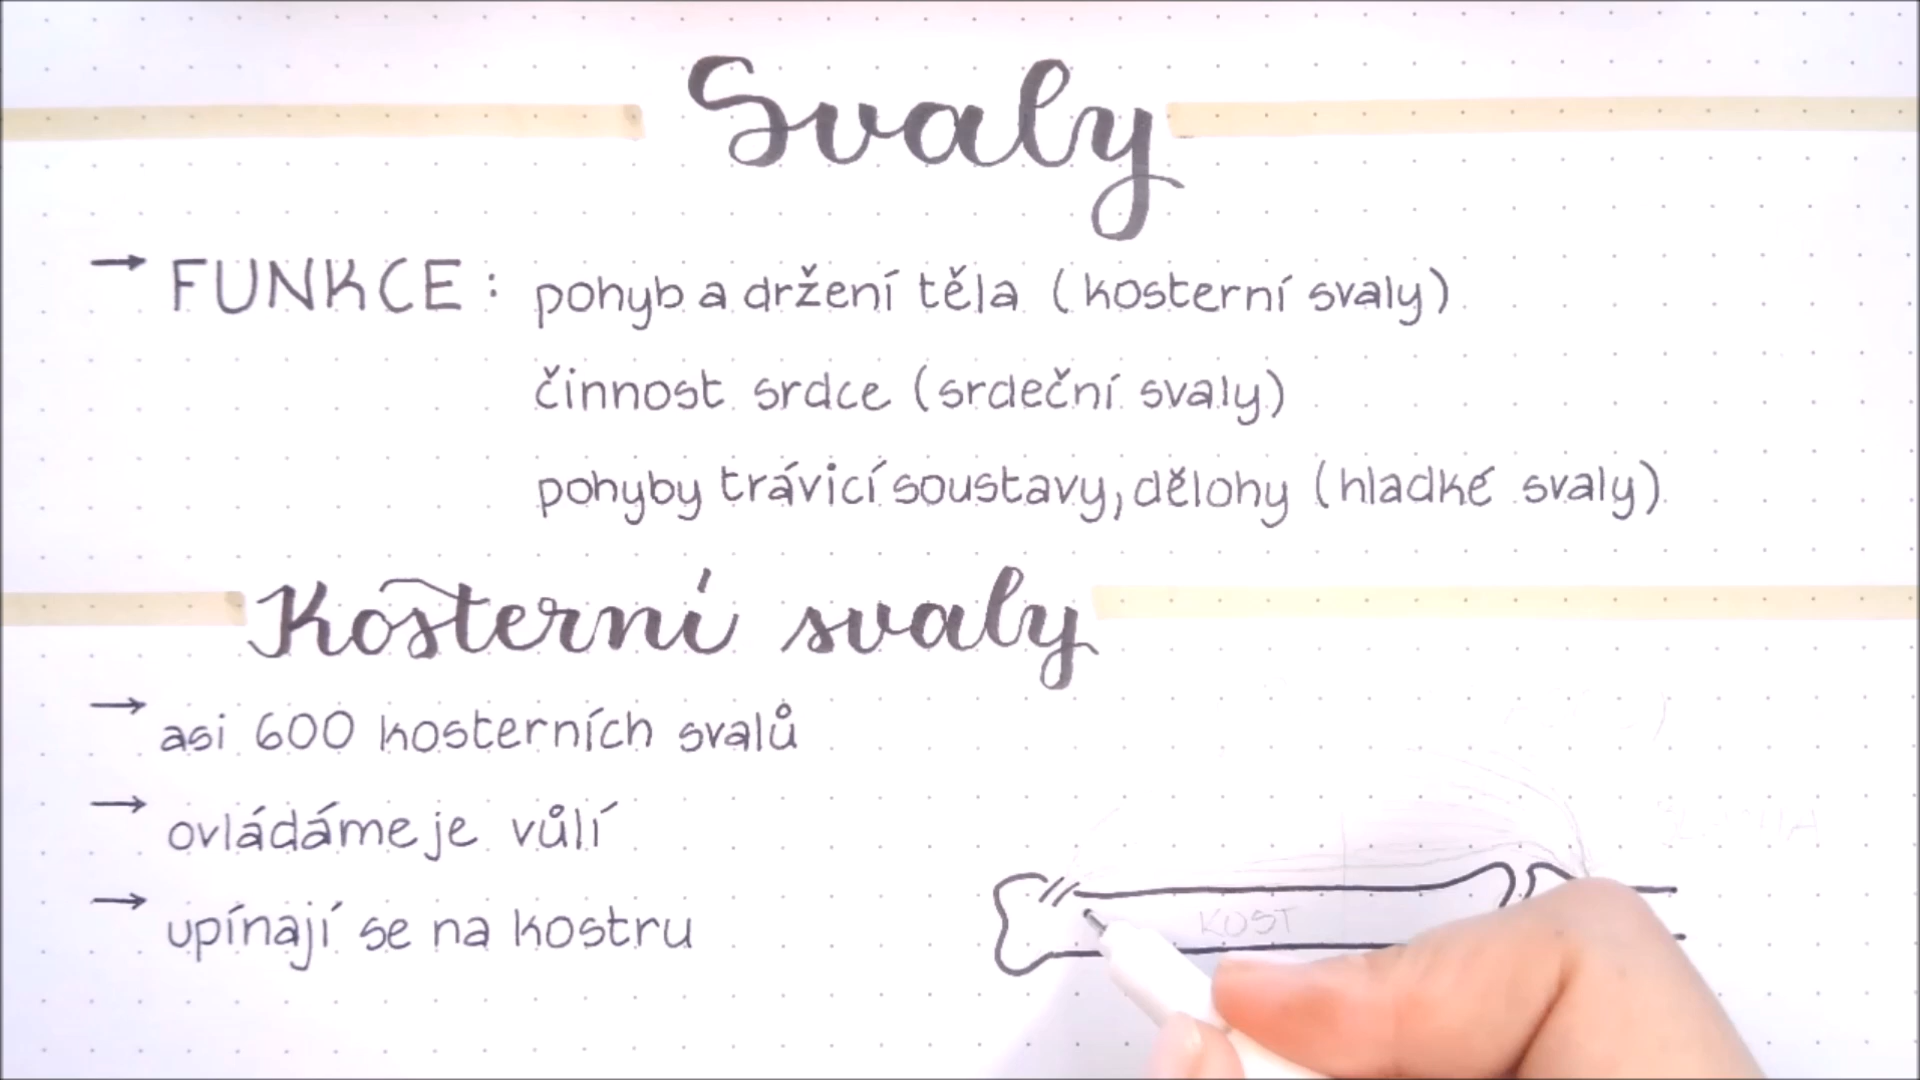 Svaly
→ FUNKCE: pohyb a držení těla (kosterní svaly)
činnost srdce (srdeční svaly)
pohyby trávicí soustavy, dělohy (hladké svaly)
Kosterní svaly
→ asi 600 kosterních svalů
→ ovládáme je vůlí
→ upínají se na kostru
KOST